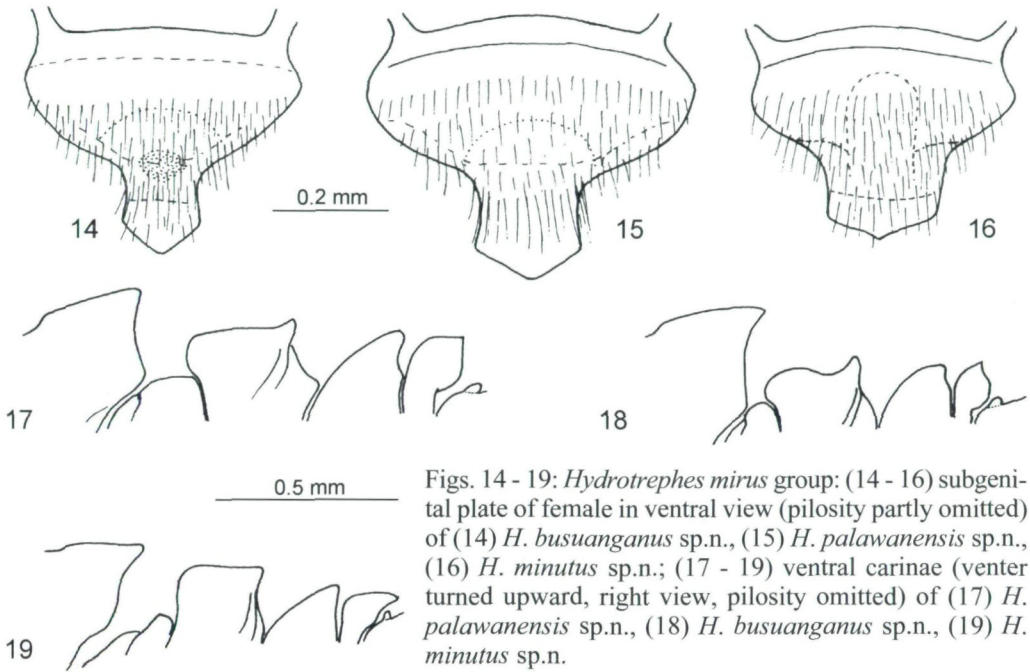 14
0.2 mm
15
16
17
18
0.5 mm
19
Figs. 14 - 19: Hydrotrephes mirus group: (14 - 16) subgeni-
tal plate of female in ventral view (pilosity partly omitted)
of (14) H. busuanganus sp.n., (15) H. palawanensis sp.n.,
(16) H. minutus sp.n.; (17 - 19) ventral carinae (venter
turned upward, right view, pilosity omitted) of (17) H.
palawanensis sp.n., (18) H. busuanganus sp.n., (19) H.
minutus sp.n.